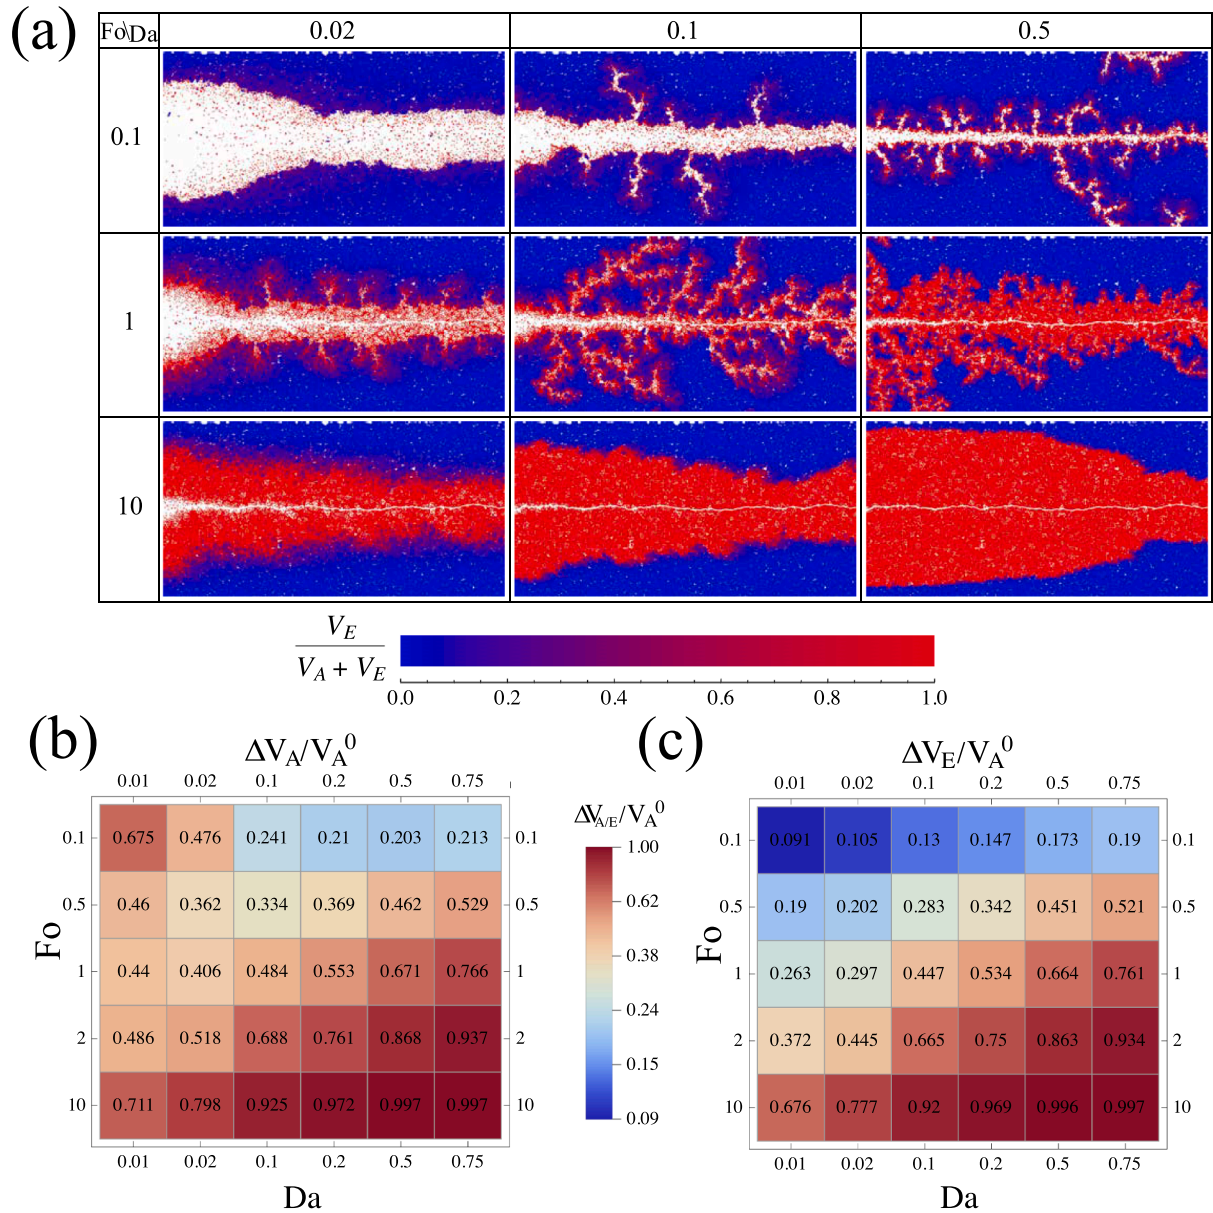 (a)
Fo\Da 0.02 0.1 0.5
0.1
1
10
V_E
V_A + V_E
0.0 0.2 0.4 0.6 0.8 1.0
(b)
ΔV_A/V_A^0
0.01 0.02 0.1 0.2 0.5 0.75
0.1 0.675 0.476 0.241 0.21 0.203 0.213 0.1
0.5 0.46 0.362 0.334 0.369 0.462 0.529 0.5
1 0.44 0.406 0.484 0.553 0.671 0.766 1
2 0.486 0.518 0.688 0.761 0.868 0.937 2
10 0.711 0.798 0.925 0.972 0.997 0.997 10
0.01 0.02 0.1 0.2 0.5 0.75
Fo
Da
ΔV_A/E/V_A^0
1.00
0.62
0.38
0.24
0.15
0.09
(c)
ΔV_E/V_A^0
0.01 0.02 0.1 0.2 0.5 0.75
0.1 0.091 0.105 0.13 0.147 0.173 0.19 0.1
0.5 0.19 0.202 0.283 0.342 0.451 0.521 0.5
1 0.263 0.297 0.447 0.534 0.664 0.761 1
2 0.372 0.445 0.665 0.75 0.863 0.934 2
10 0.676 0.777 0.92 0.969 0.996 0.997 10
0.01 0.02 0.1 0.2 0.5 0.75
Fo
Da